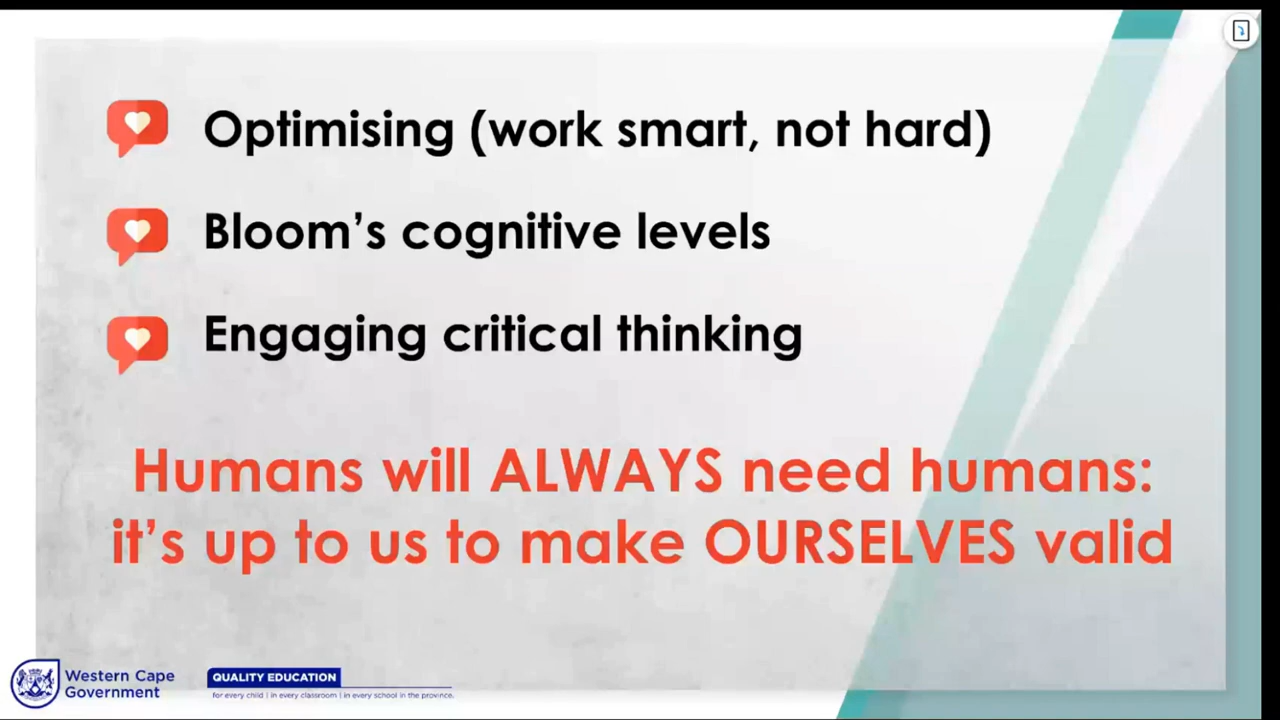 Optimising (work smart, not hard)
Bloom's cognitive levels
Engaging critical thinking
Humans will ALWAYS need humans:
it's up to us to make OURSELVES valid
Western Cape
Government
QUALITY EDUCATION
for every child | in every classroom | in every school in the province.